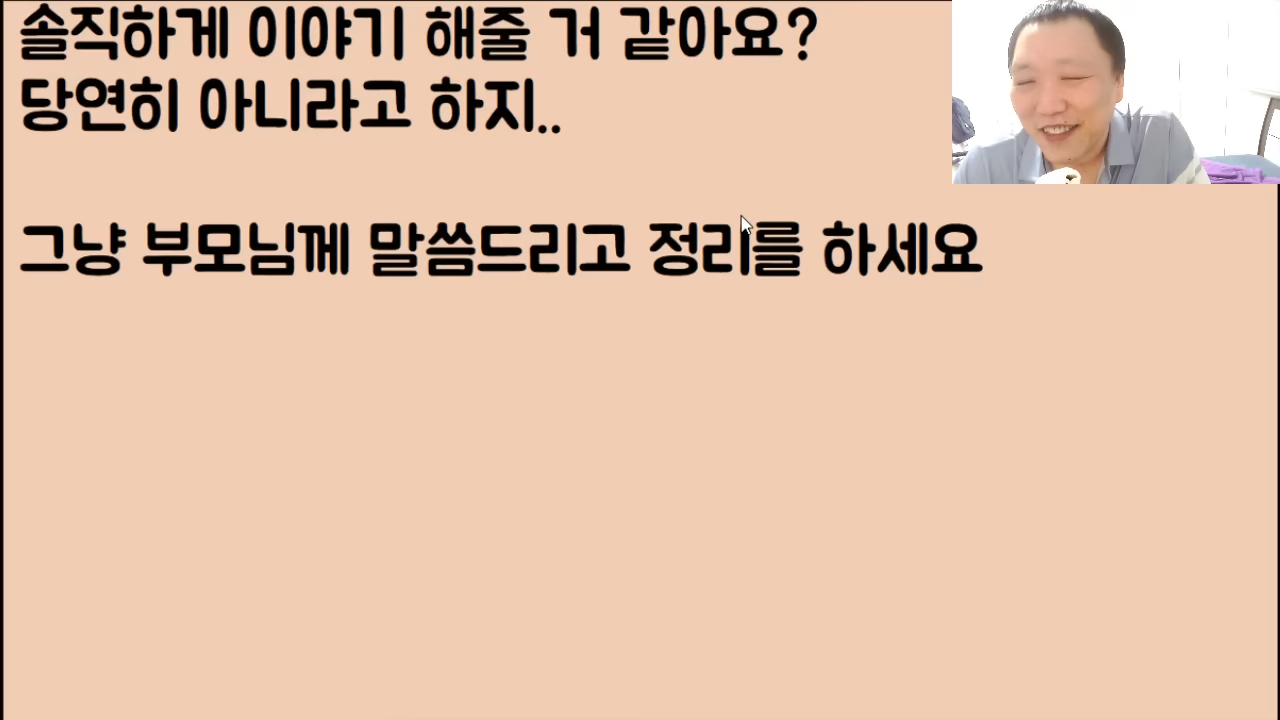 솔직하게 이야기 해줄 거 같아요?
당연히 아니라고 하지..
그냥 부모님께 말씀드리고 정리를 하세요